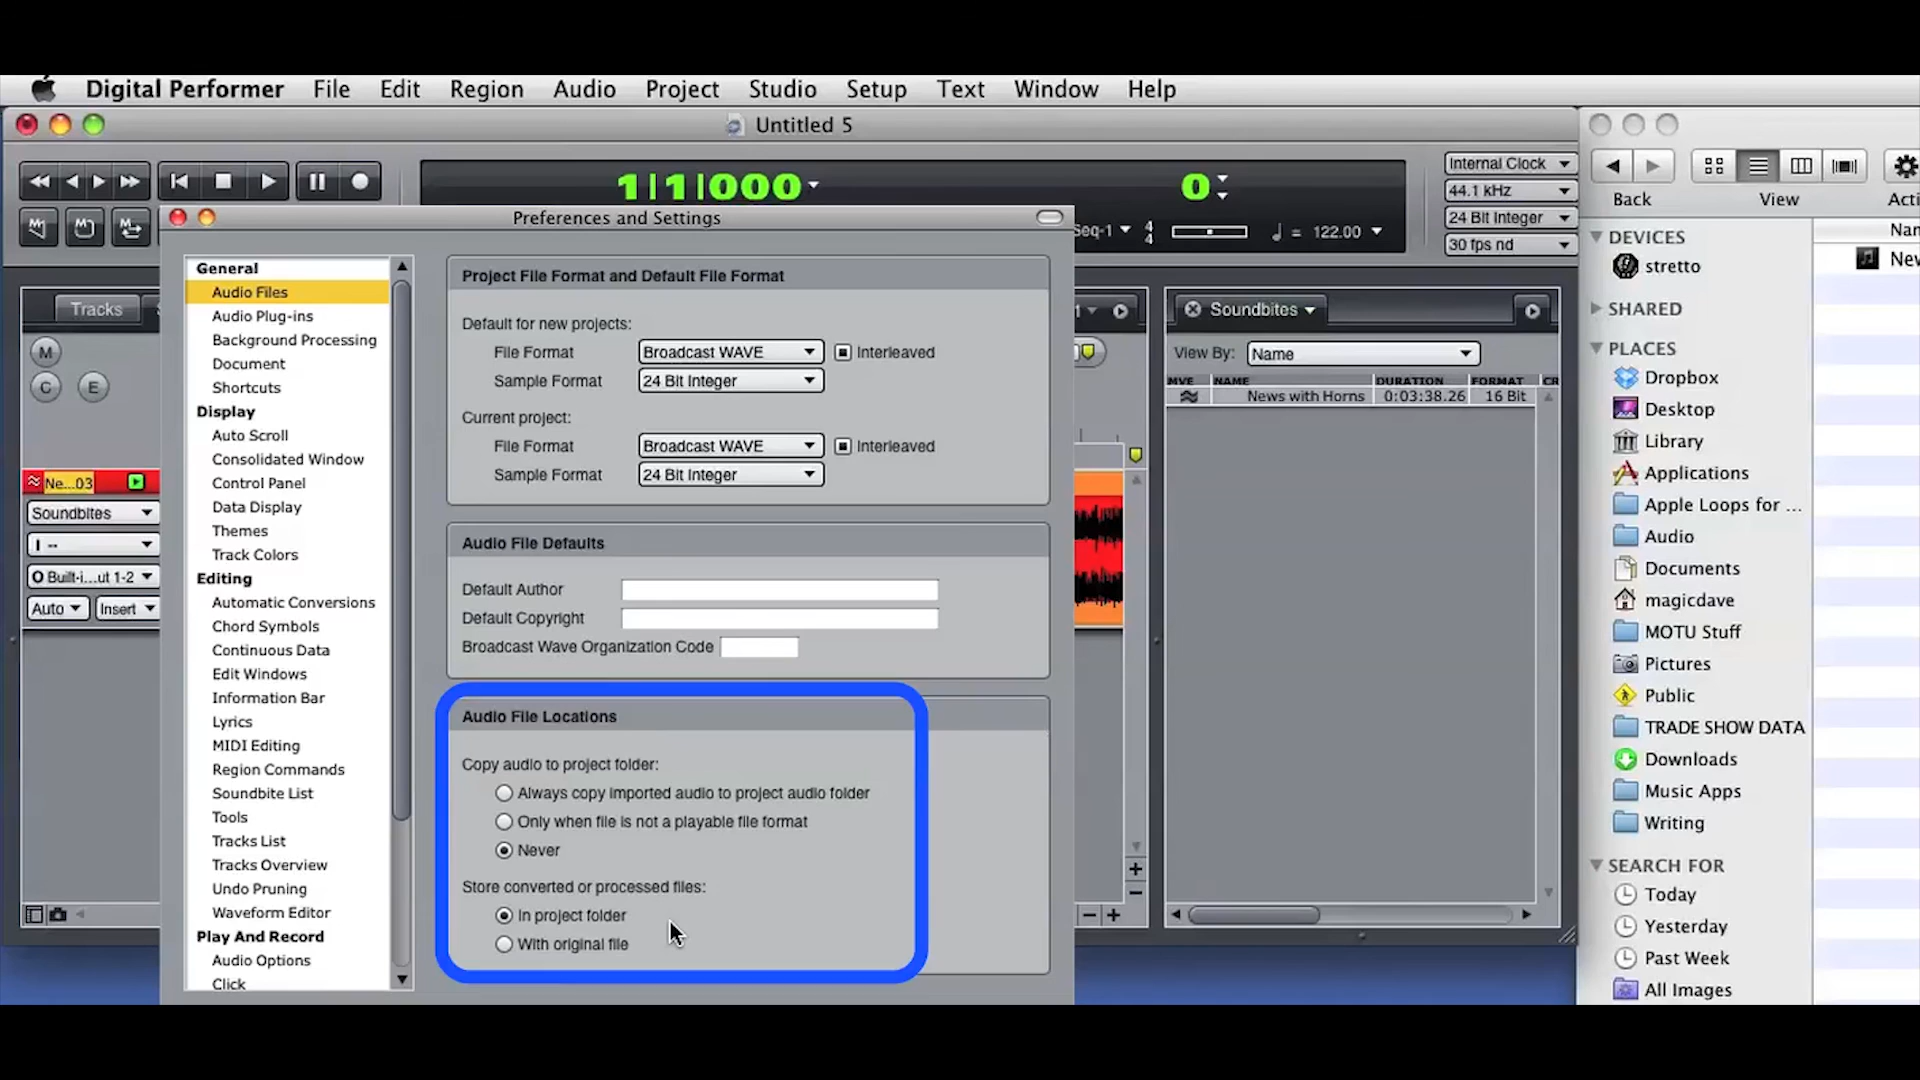 Digital Performer File Edit Region Audio Project Studio Setup Text Window Help
Untitled 5
1|1|000
0
Internal Clock
44.1 kHz
24 Bit Integer
30 fps nd
Seq-1
4
4
= 122.00
Preferences and Settings
General
Audio Files
Audio Plug-ins
Background Processing
Document
Shortcuts
Display
Auto Scroll
Consolidated Window
Control Panel
Data Display
Themes
Track Colors
Editing
Automatic Conversions
Chord Symbols
Continuous Data
Edit Windows
Information Bar
Lyrics
MIDI Editing
Region Commands
Soundbite List
Tools
Tracks List
Tracks Overview
Undo Pruning
Waveform Editor
Play And Record
Audio Options
Click
Project File Format and Default File Format
Default for new projects:
File Format Broadcast WAVE Interleaved
Sample Format 24 Bit Integer
Current project:
File Format Broadcast WAVE Interleaved
Sample Format 24 Bit Integer
Audio File Defaults
Default Author
Default Copyright
Broadcast Wave Organization Code
Audio File Locations
Copy audio to project folder:
Always copy imported audio to project audio folder
Only when file is not a playable file format
Never
Store converted or processed files:
In project folder
With original file
Tracks
M
C E
Ne...03
Soundbites
I --
O Built-i...ut 1-2
Auto Insert
Soundbites
View By: Name
MVE NAME DURATION FORMAT CR
News with Horns 0:03:38.26 16 Bit
Back View Acti
Nam
New
DEVICES
stretto
SHARED
PLACES
Dropbox
Desktop
Library
Applications
Apple Loops for ...
Audio
Documents
magicdave
MOTU Stuff
Pictures
Public
TRADE SHOW DATA
Downloads
Music Apps
Writing
SEARCH FOR
Today
Yesterday
Past Week
All Images